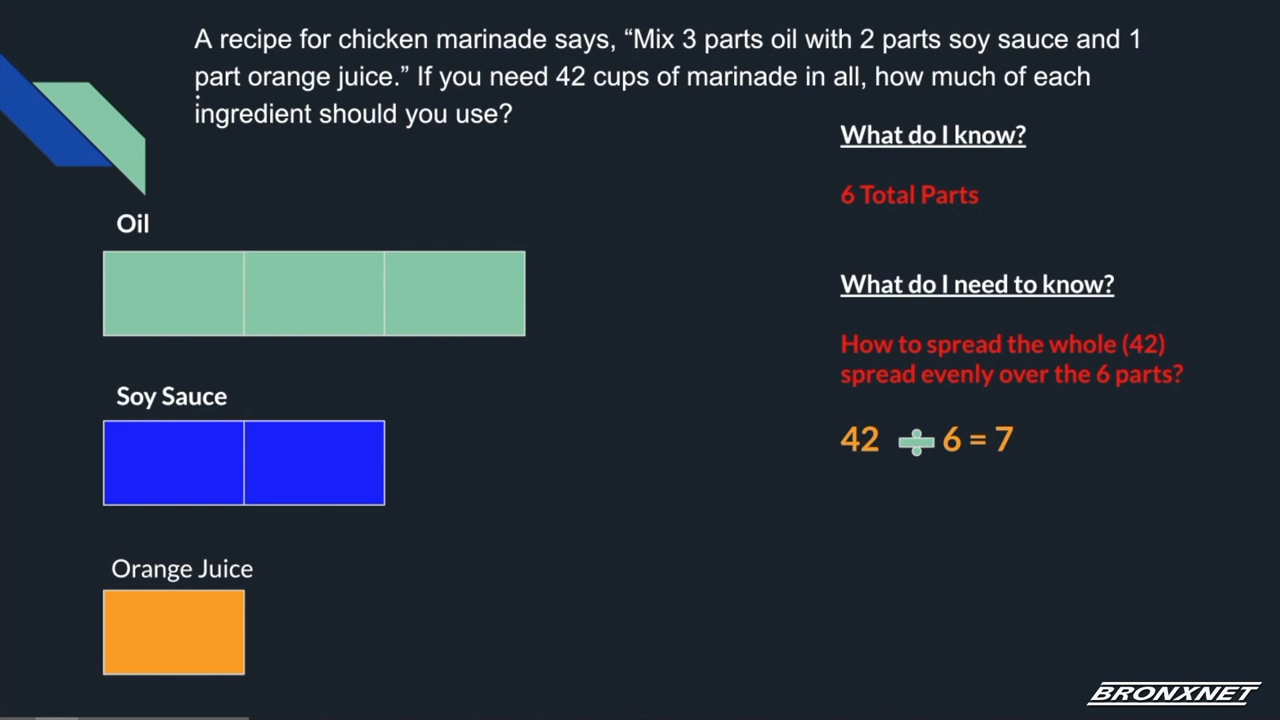 A recipe for chicken marinade says, “Mix 3 parts oil with 2 parts soy sauce and 1
part orange juice.” If you need 42 cups of marinade in all, how much of each
ingredient should you use?
What do I know?
6 Total Parts
Oil
What do I need to know?
How to spread the whole (42)
spread evenly over the 6 parts?
Soy Sauce
42 ÷ 6 = 7
Orange Juice
BRONXNET